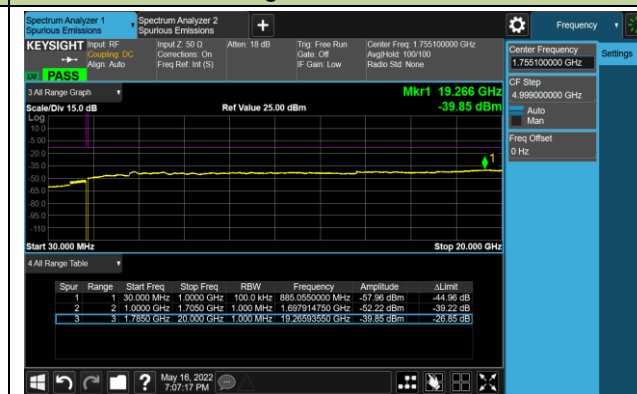 Spectrum Analyzer 1
Spurious Emissions
Spectrum Analyzer 2
Spurious Emissions
+
Frequency
KEYSIGHT
Input: RF
Coupling: DC
Align: Auto
Input Z: 50 Ω
Corrections: On
Freq Ref: Int (S)
Atten: 18 dB
Trig: Free Run
Gate: Off
IF Gain: Low
Center Freq: 1.755100000 GHz
Avg|Hold: 100/100
Radio Std: None
PASS
Center Frequency
1.755100000 GHz
Settings
CF Step
4.999000000 GHz
Auto
Man
Freq Offset
0 Hz
3 All Range Graph
Mkr1 19.266 GHz
Scale/Div 15.0 dB
Ref Value 25.00 dBm
-39.85 dBm
Log
10.0
-5.00
-20.0
-35.0
-50.0
-65.0
-80.0
-95.0
-110
1
Start 30.000 MHz
Stop 20.000 GHz
4 All Range Table
Spur Range Start Freq Stop Freq RBW Frequency Amplitude ΔLimit
1 1 30.000 MHz 1.0000 GHz 100.0 kHz 885.0550000 MHz -57.96 dBm -44.96 dB
2 2 1.0000 GHz 1.7050 GHz 1.000 MHz 1.697914750 GHz -52.22 dBm -39.22 dB
3 3 1.7850 GHz 20.000 GHz 1.000 MHz 19.26593550 GHz -39.85 dBm -26.85 dB
?
May 16, 2022
7:07:17 PM